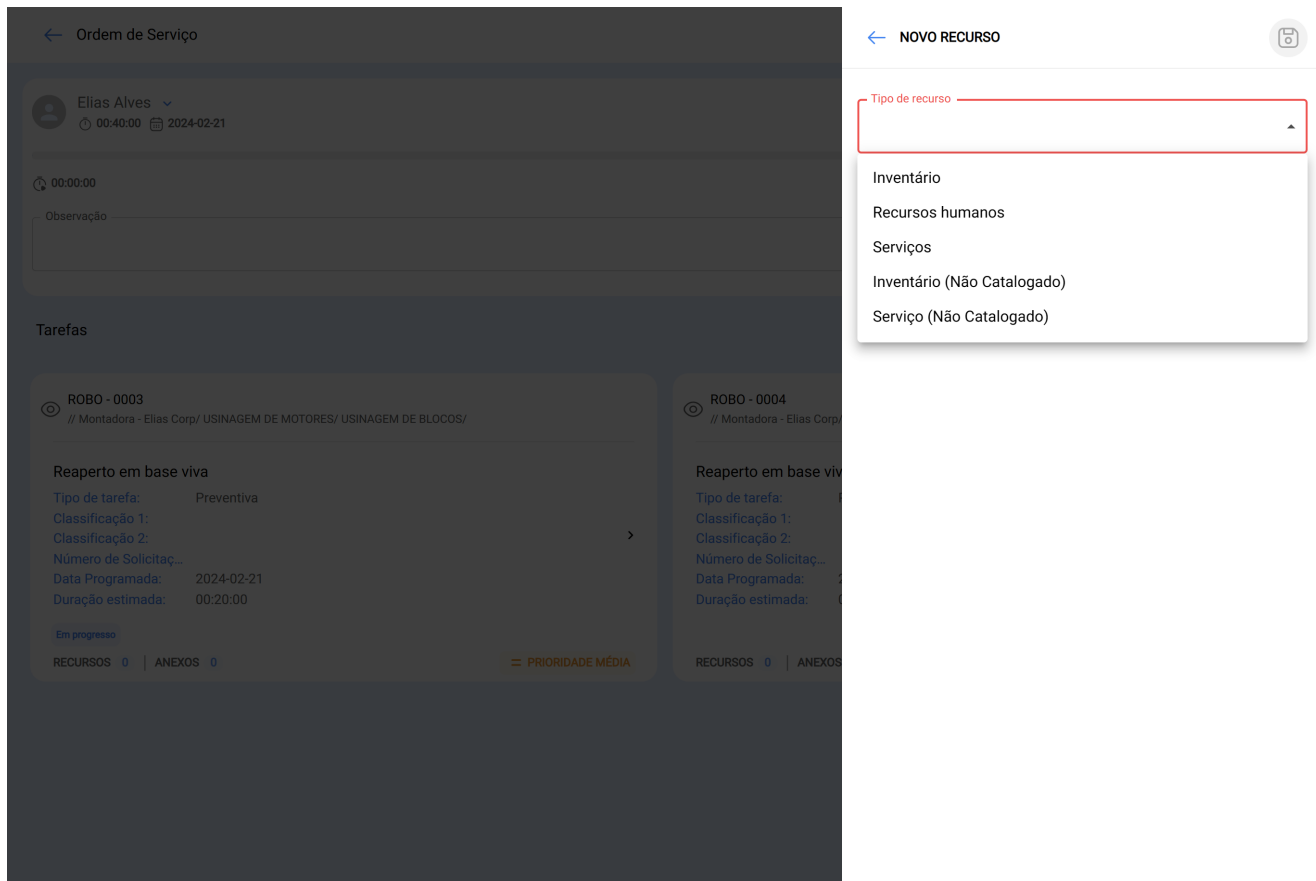 Ordem de Serviço
Elias Alves
00:40:00 2024-02-21
00:00:00
Observação
Tarefas
ROBO - 0003
// Montadora - Elias Corp/ USINAGEM DE MOTORES/ USINAGEM DE BLOCOS/
Reaperto em base viva
Tipo de tarefa: Preventiva
Classificação 1:
Classificação 2:
Número de Solicitaç...
Data Programada: 2024-02-21
Duração estimada: 00:20:00
Em progresso
RECURSOS 0 | ANEXOS 0 = PRIORIDADE MÉDIA
ROBO - 0004
// Montadora - Elias Corp/
Reaperto em base viv
Tipo de tarefa:
Classificação 1:
Classificação 2:
Número de Solicitaç...
Data Programada:
Duração estimada:
RECURSOS 0 | ANEXOS
NOVO RECURSO
Tipo de recurso
Inventário
Recursos humanos
Serviços
Inventário (Não Catalogado)
Serviço (Não Catalogado)